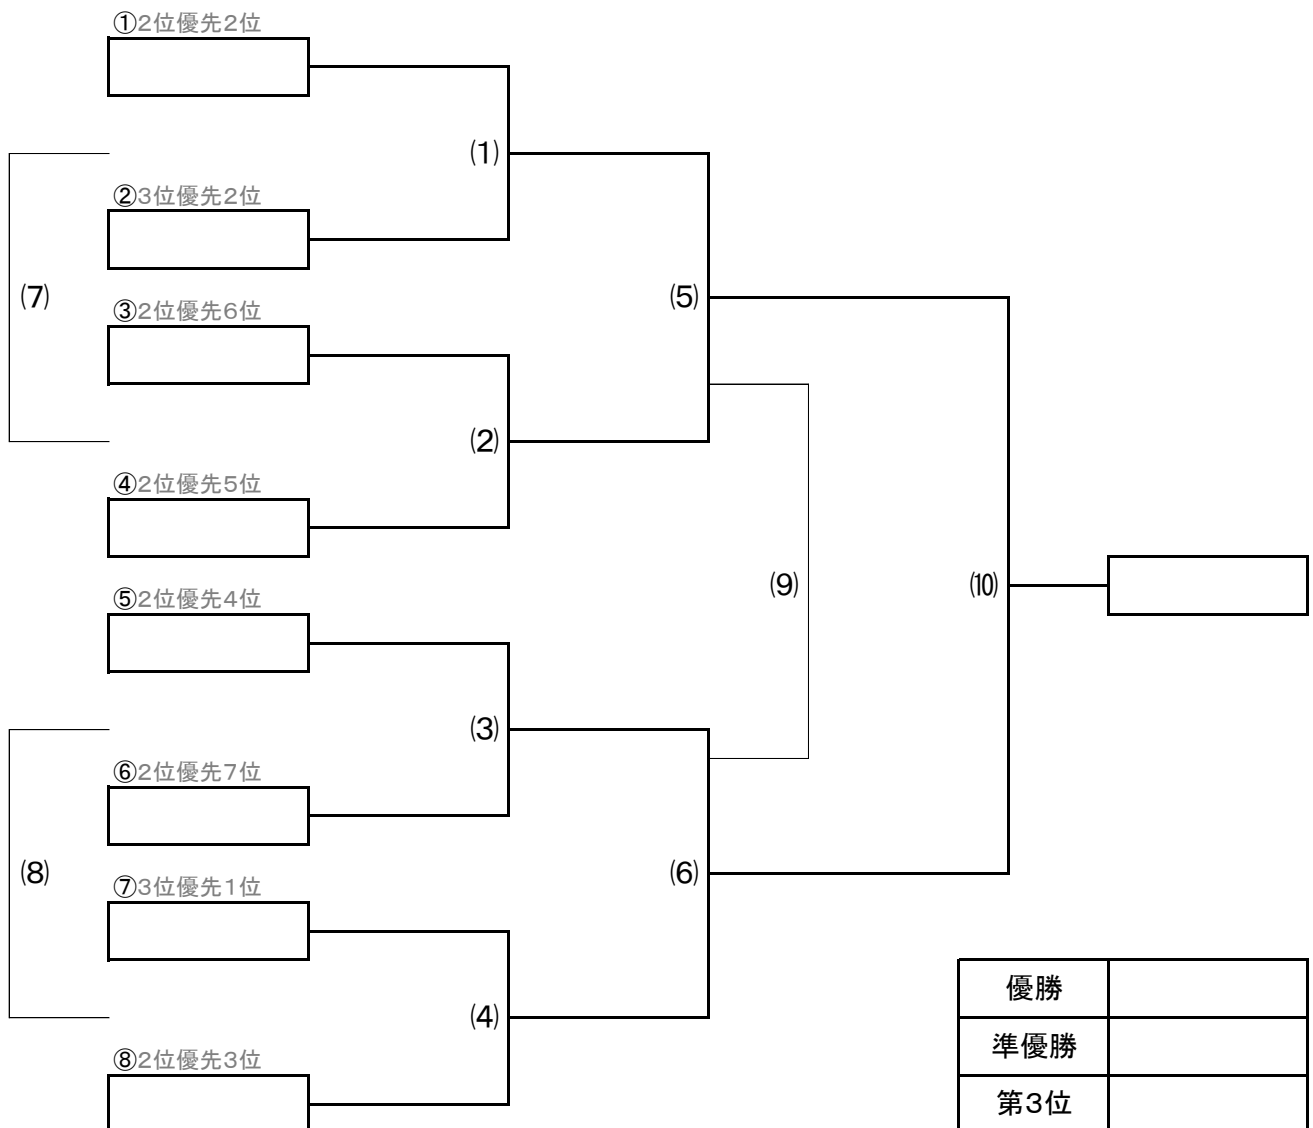 ①2位優先2位
⑴
②3位優先2位
⑺
⑸
③2位優先6位
⑵
④2位優先5位
⑼
⑽
⑤2位優先4位
⑶
⑥2位優先7位
⑻
⑹
⑦3位優先1位
優勝
⑷
準優勝
⑧2位優先3位
第3位